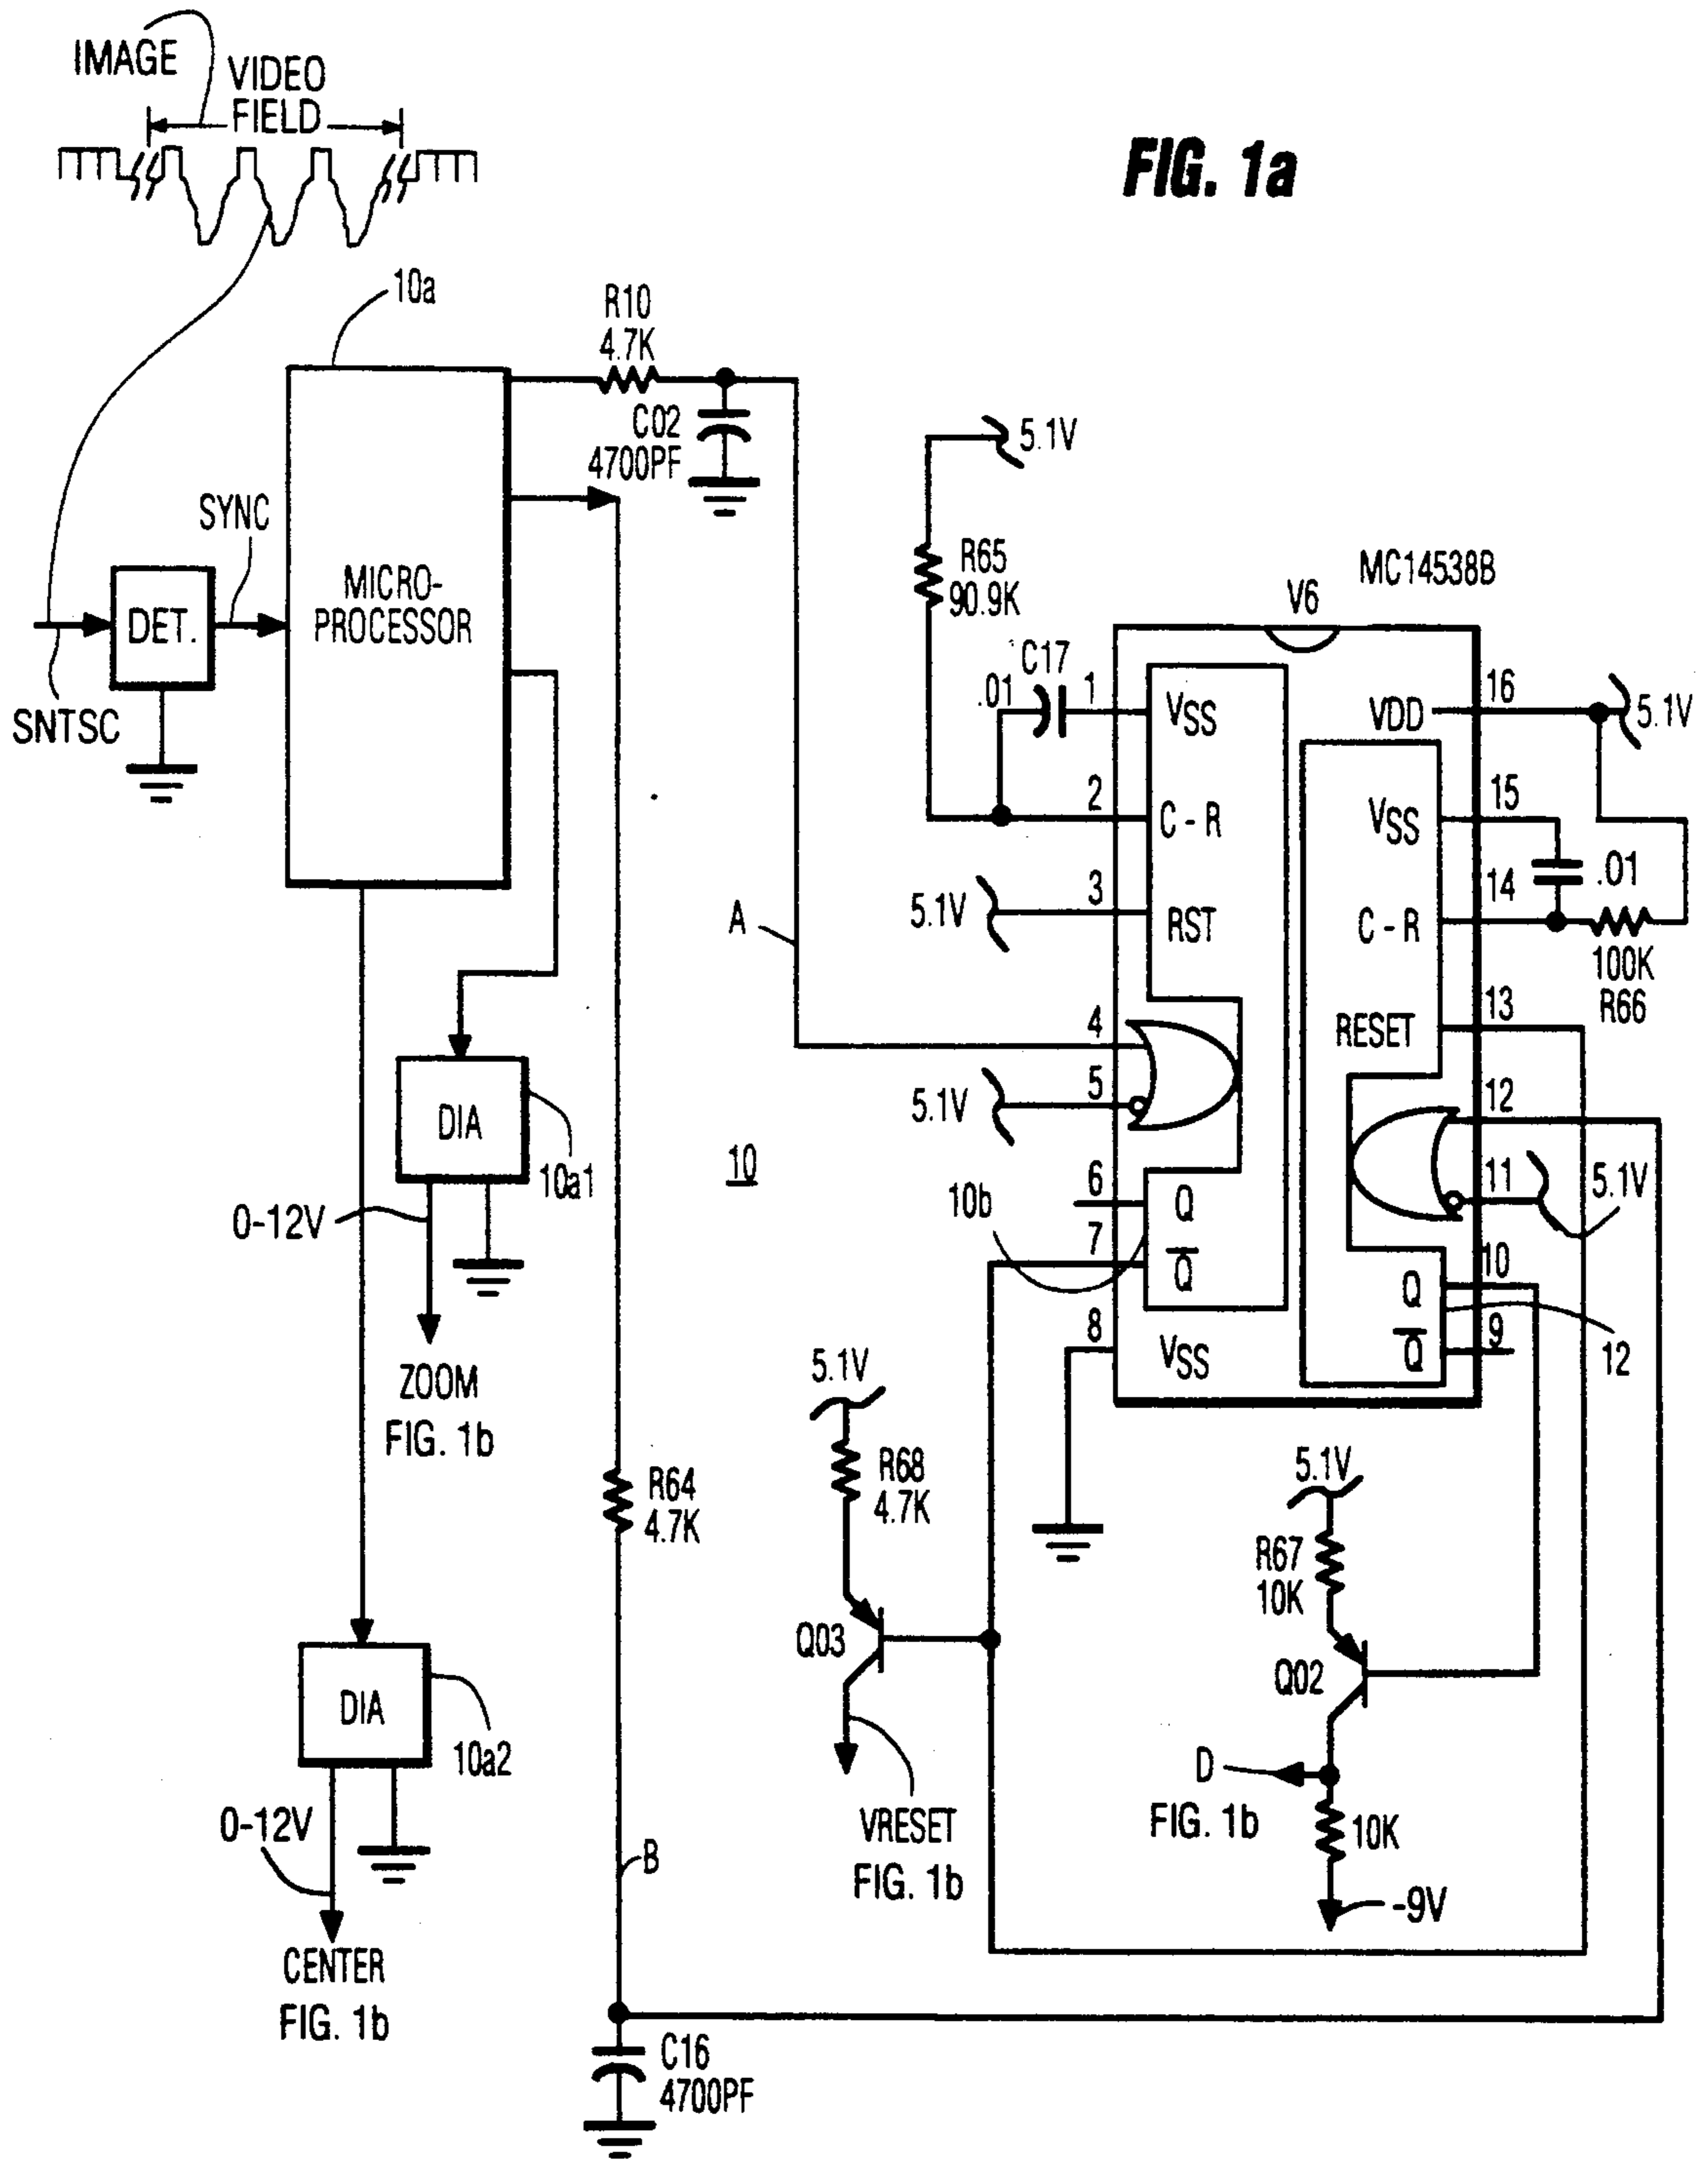 IMAGE
VIDEO
FIELD
FIG. 1a
10a
R10
4.7K
C02
4700PF
5.1V
SYNC
R65
90.9K
MC14538B
V6
MICRO-
PROCESSOR
DET.
SNTSC
C17
.01
1
VSS
VDD
16
5.1V
2
C - R
15
VSS
.01
14
5.1V
3
RST
C - R
100K
R66
A
13
RESET
4
5.1V
5
12
11
5.1V
DIA
10a1
10
0-12V
10b
6
Q
7
Q
10
Q
9
Q
12
8
VSS
ZOOM
FIG. 1b
5.1V
R68
4.7K
5.1V
R64
4.7K
R67
10K
Q03
Q02
DIA
10a2
D
FIG. 1b
10K
0-12V
VRESET
FIG. 1b
B
-9V
CENTER
FIG. 1b
C16
4700PF